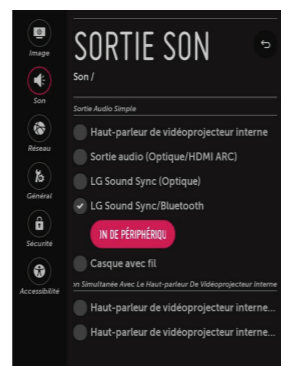 SORTIE SON
Image
Son /
Son
Sortie Audio Simple
Haut-parleur de vidéoprojecteur interne
Réseau
Sortie audio (Optique/HDMI ARC)
LG Sound Sync (Optique)
Général
LG Sound Sync/Bluetooth
IN DE PÉRIPHÉRIQU
Sécurité
Casque avec fil
Accessibilité
on Simultanée Avec Le Haut-parleur De Vidéoprojecteur Interne
Haut-parleur de vidéoprojecteur interne...
Haut-parleur de vidéoprojecteur interne...